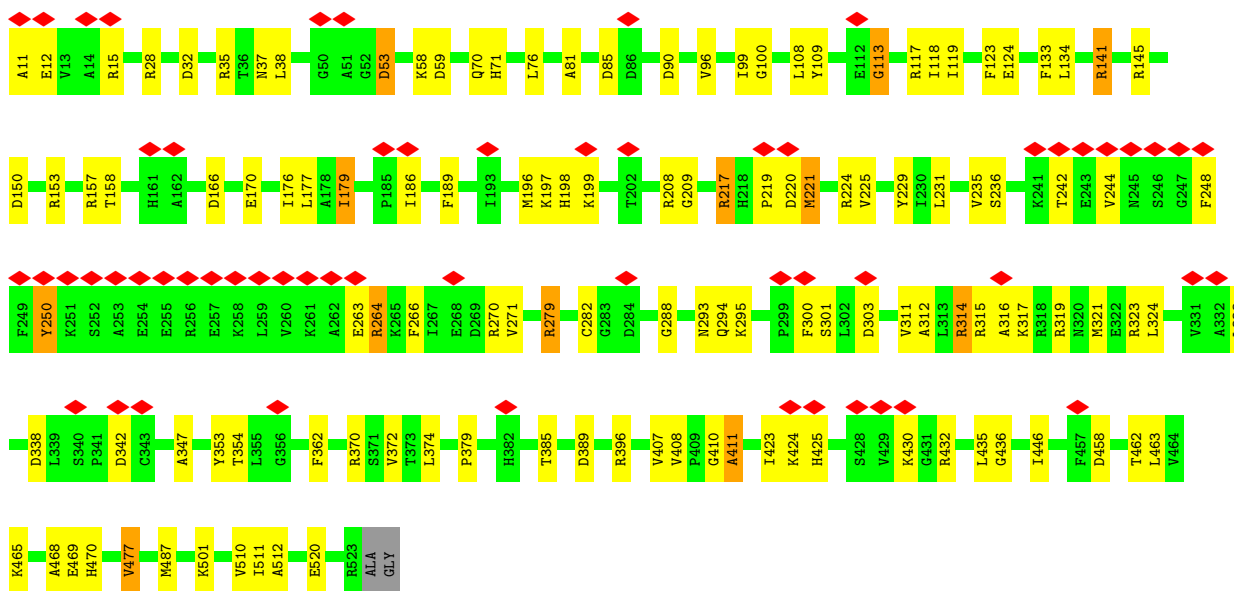 A11 E12 V13 A14 R15 R28 D32 R35 T36 N37 L38 G50 A51 G52 D53 K58 D59 Q70 H71 L76 A81 D85 D86 D90 V96 I99 G100 L108 Y109 E112 G113 R117 I118 I119 F123 E124 F133 L134 R141 R145
D150 R153 R157 T158 H161 A162 D166 E170 I176 L177 A178 I179 P185 I186 F189 I193 M196 K197 H198 K199 T202 R208 G209 R217 H218 P219 D220 M221 R224 V225 Y229 I230 L231 V235 S236 K241 T242 E243 V244 N245 S246 G247 F248
F249 Y250 K251 S252 A253 E254 E255 R256 E257 K258 L259 V260 K261 A262 E263 R264 K265 F266 I267 E268 D269 R270 V271 R279 C282 G283 D284 G288 N293 Q294 K295 P299 F300 S301 L302 D303 V311 A312 L313 R314 R315 A316 K317 R318 R319 N320 M321 E322 R323 L324 V331 A332
D338 L339 S340 P341 D342 C343 A347 Y353 T354 L355 G356 F362 R370 S371 V372 T373 L374 P379 H382 T385 D389 R396 V407 V408 P409 G410 A411 I423 K424 H425 S428 V429 K430 G431 R432 L435 G436 I446 F457 D458 T462 L463 V464
K465 A468 E469 H470 V477 M487 K501 V510 I511 A512 E520 R523 ALA GLY